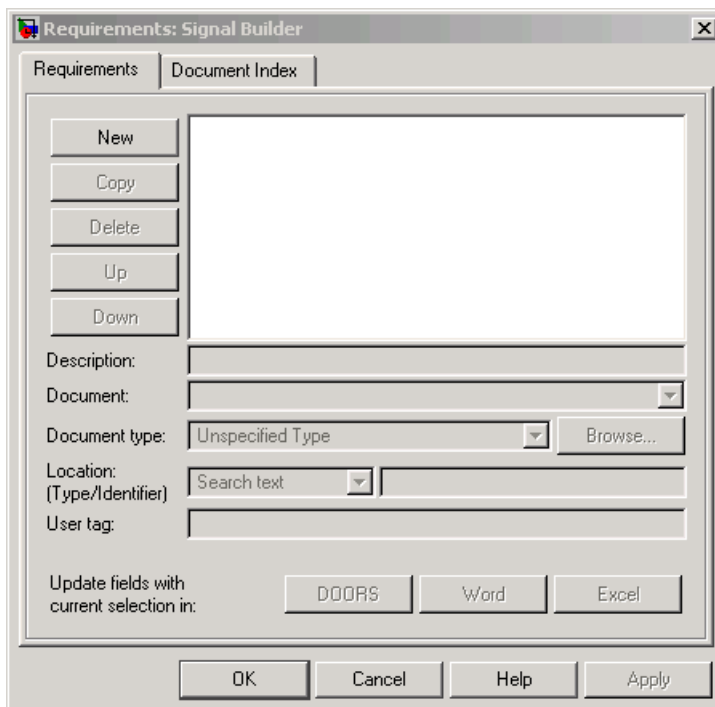 Requirements: Signal Builder
Requirements
Document Index
New
Copy
Delete
Up
Down
Description:
Document:
Document type:
Unspecified Type
Browse...
Location:
(Type/Identifier)
Search text
User tag:
Update fields with
current selection in:
DOORS
Word
Excel
OK
Cancel
Help
Apply